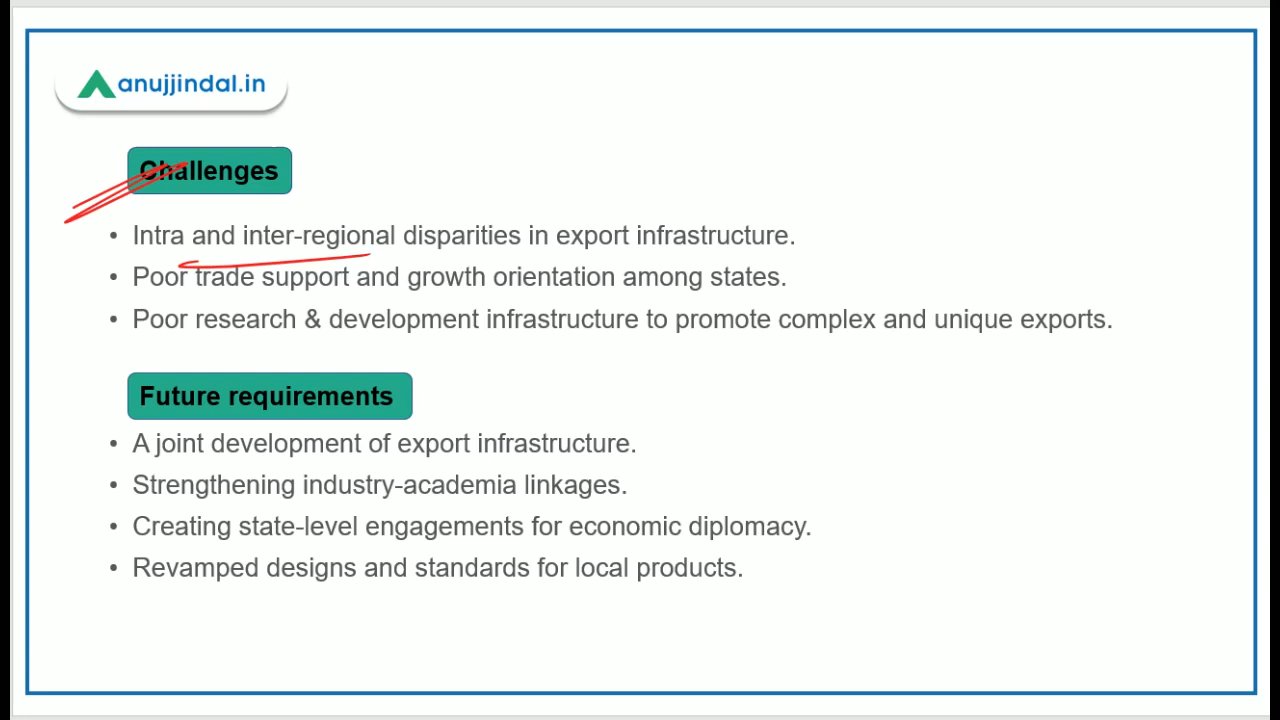 anujjindal.in
Challenges
• Intra and inter-regional disparities in export infrastructure.
• Poor trade support and growth orientation among states.
• Poor research & development infrastructure to promote complex and unique exports.
Future requirements
• A joint development of export infrastructure.
• Strengthening industry-academia linkages.
• Creating state-level engagements for economic diplomacy.
• Revamped designs and standards for local products.